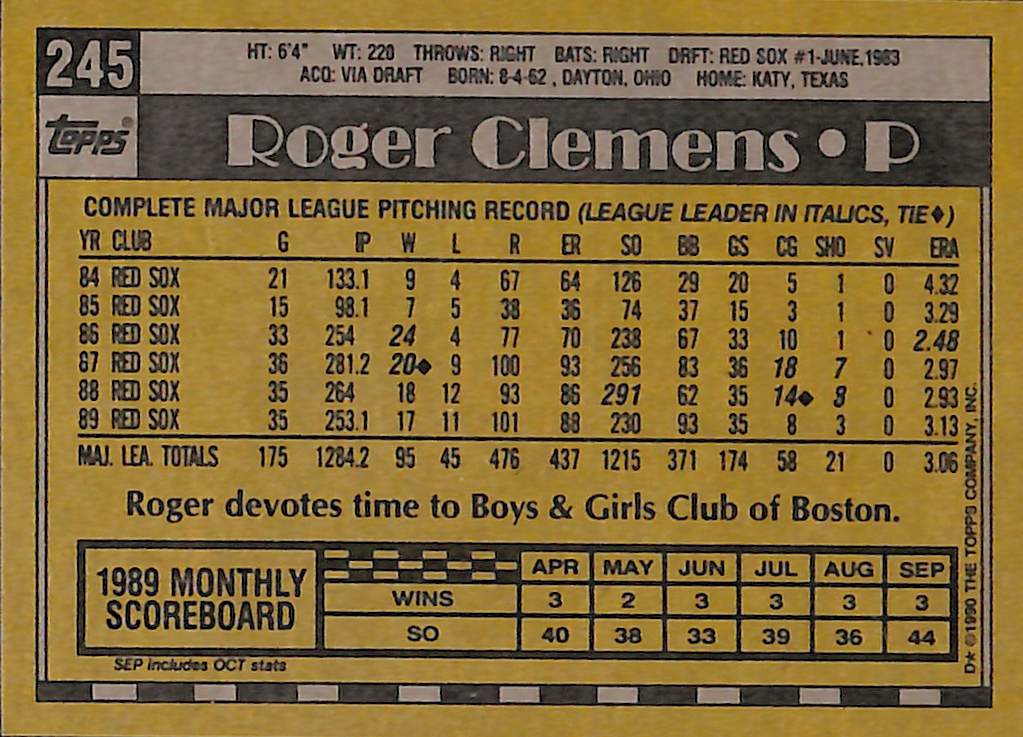 245
HT: 6'4" WT: 220 THROWS: RIGHT BATS: RIGHT DRFT: RED SOX #1-JUNE,1983
ACQ: VIA DRAFT BORN: 8-4-62 , DAYTON, OHIO HOME: KATY, TEXAS
TOPPS®
Roger Clemens • P
COMPLETE MAJOR LEAGUE PITCHING RECORD (LEAGUE LEADER IN ITALICS, TIE♦)
YR CLUB G IP W L R ER SO BB GS CG SHO SV ERA
84 RED SOX 21 133.1 9 4 67 64 126 29 20 5 1 0 4.32
85 RED SOX 15 98.1 7 5 38 36 74 37 15 3 1 0 3.29
86 RED SOX 33 254 24 4 77 70 238 67 33 10 1 0 2.48
87 RED SOX 36 281.2 20♦ 9 100 93 256 83 36 18 7 0 2.97
88 RED SOX 35 264 18 12 93 86 291 62 35 14♦ 8 0 2.93
89 RED SOX 35 253.1 17 11 101 88 230 93 35 8 3 0 3.13
MAJ. LEA. TOTALS 175 1284.2 95 45 476 437 1215 371 174 58 21 0 3.06
Roger devotes time to Boys & Girls Club of Boston.
1989 MONTHLY SCOREBOARD
APR MAY JUN JUL AUG SEP
WINS 3 2 3 3 3 3
SO 40 38 33 39 36 44
SEP includes OCT stats
D★ ©1990 THE TOPPS COMPANY, INC.